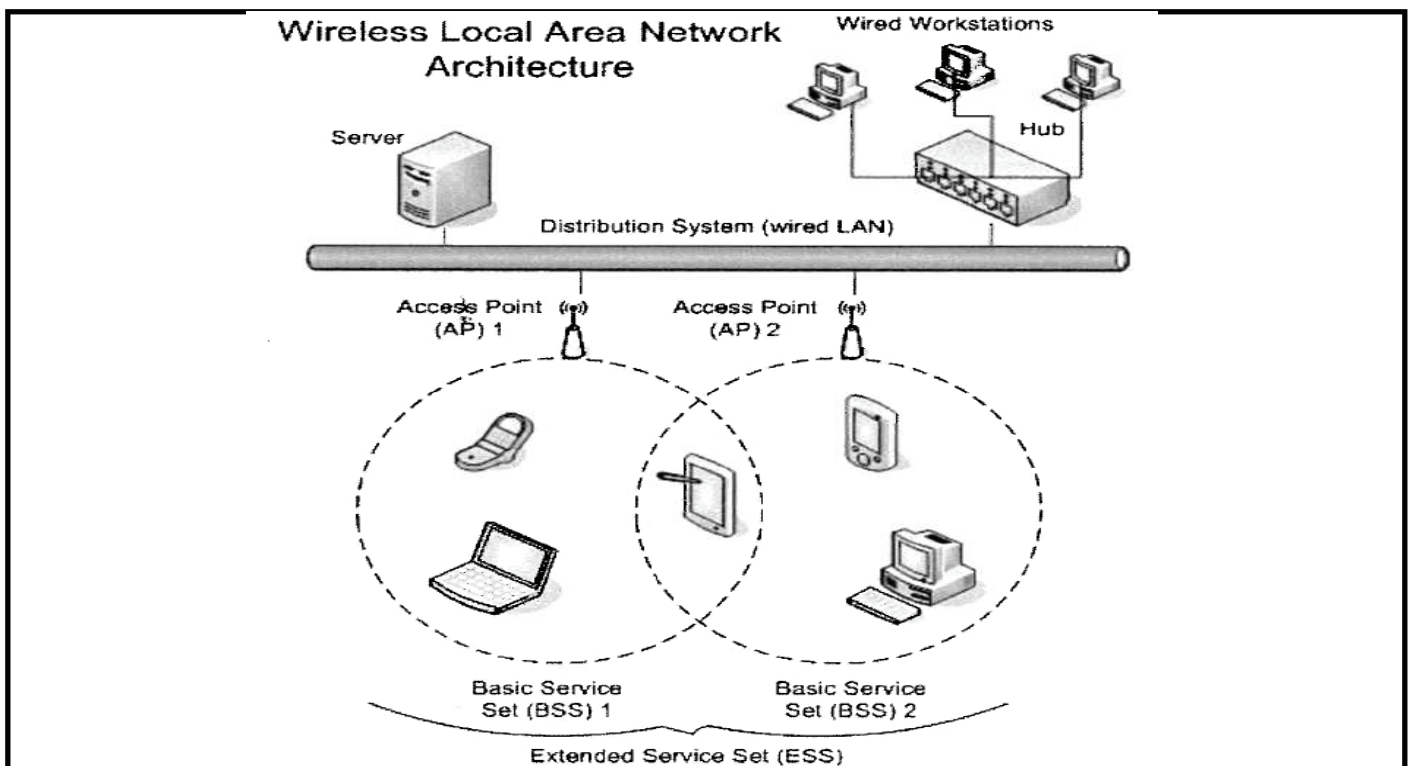 Wireless Local Area Network
Architecture
Wired Workstations
Server
Hub
Distribution System (wired LAN)
Access Point
(AP) 1
Access Point
(AP) 2
Basic Service
Set (BSS) 1
Basic Service
Set (BSS) 2
Extended Service Set (ESS)